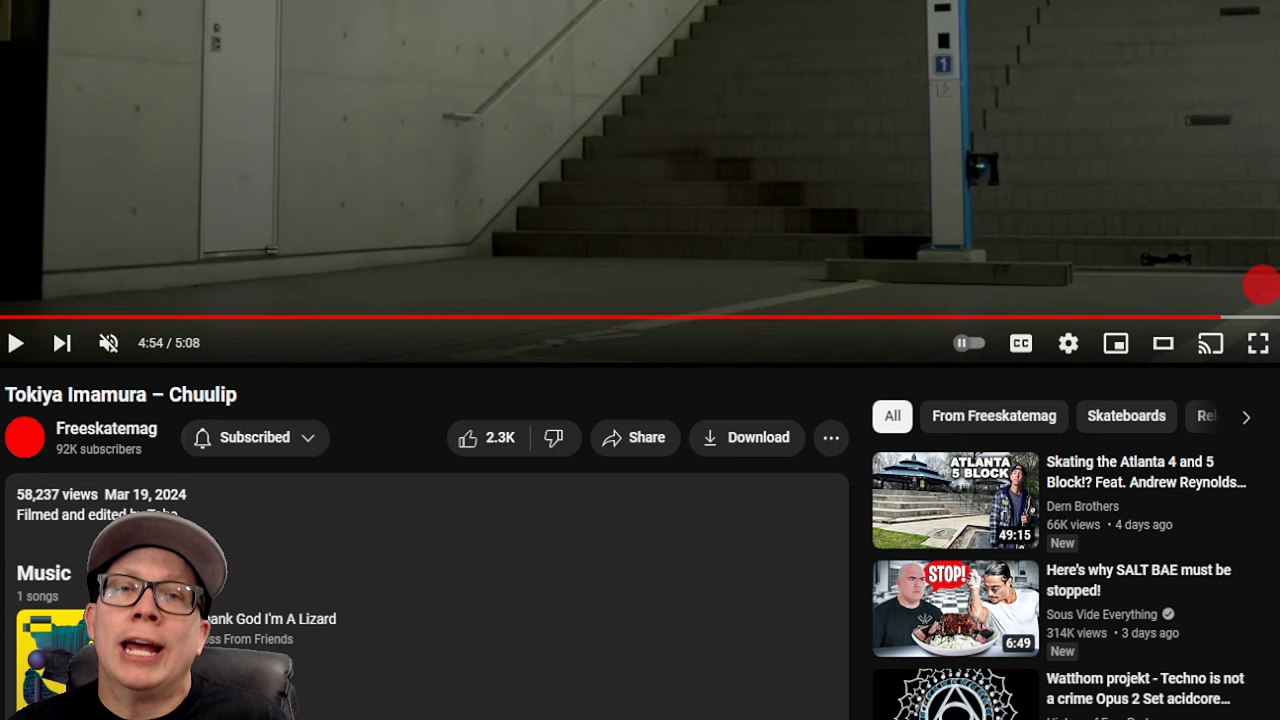 1
4:54 / 5:08
CC
Tokiya Imamura – Chuulip
Freeskatemag
92K subscribers
Subscribed
2.3K
Share
Download
58,237 views Mar 19, 2024
Filmed and edited by
Music
1 songs
I'm A Lizard
From Friends
All
From Freeskatemag
Skateboards
ATLANTA
5 BLOCK
49:15
Skating the Atlanta 4 and 5
Block!? Feat. Andrew Reynolds...
Dern Brothers
66K views • 4 days ago
New
STOP!
6:49
Here's why SALT BAE must be
stopped!
Sous Vide Everything
314K views • 3 days ago
New
Watthom projekt - Techno is not
a crime Opus 2 Set acidcore...